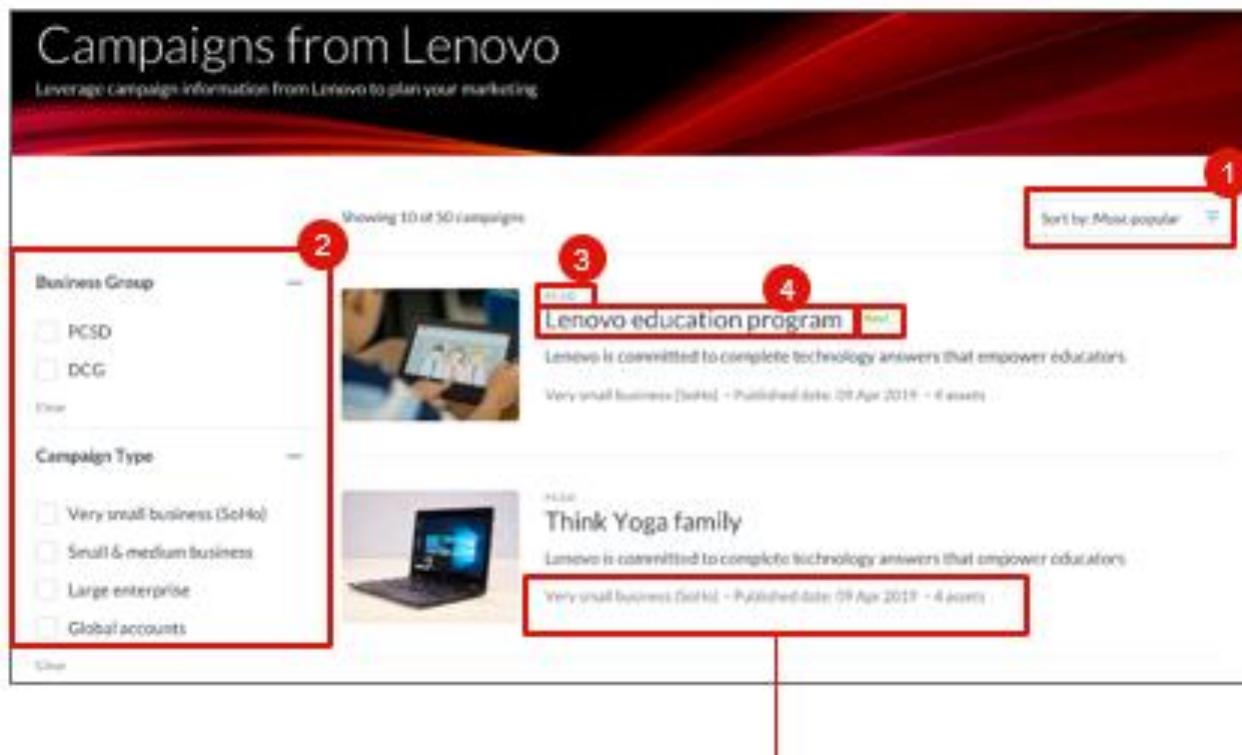 Campaigns from Lenovo
Leverage campaign information from Lenovo to plan your marketing
1
Showing 10 of 50 campaigns
Sort by: Most popular
2
Business Group
PCSD
DCG
Clear
Campaign Type
Very small business (SoHo)
Small & medium business
Large enterprise
Global accounts
Clear
3
4
PCSD
Lenovo education program
Lenovo is committed to complete technology answers that empower educators
Very small business (SoHo) – Published date: 09 Apr 2019 – 4 assets
PCSD
Think Yoga family
Lenovo is committed to complete technology answers that empower educators
Very small business (SoHo) – Published date: 09 Apr 2019 – 4 assets